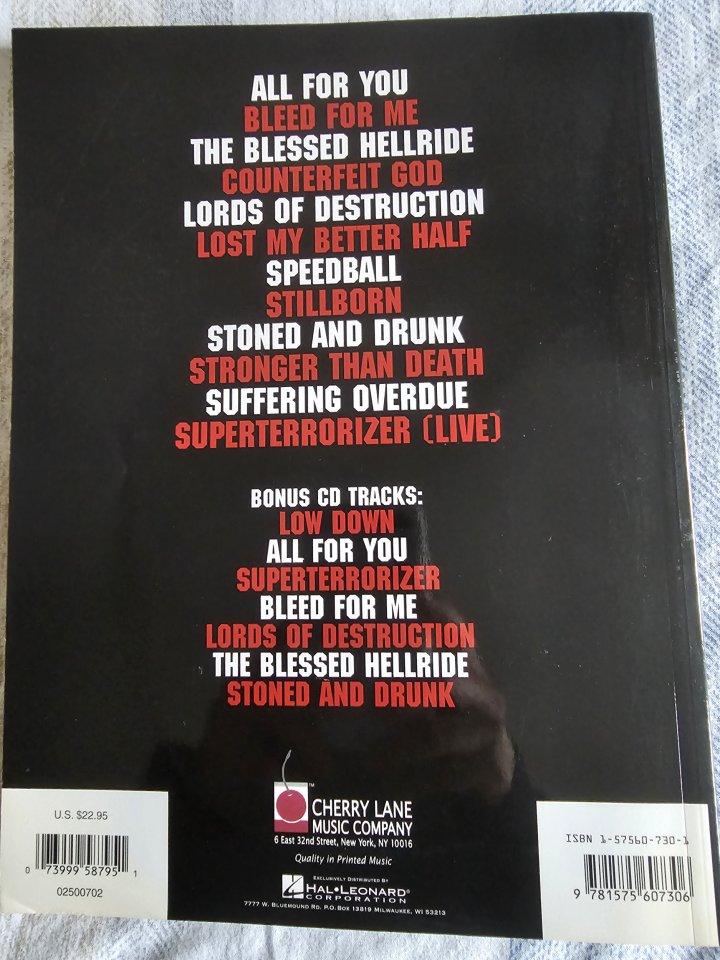 ALL FOR YOU
BLEED FOR ME
THE BLESSED HELLRIDE
COUNTERFEIT GOD
LORDS OF DESTRUCTION
LOST MY BETTER HALF
SPEEDBALL
STILLBORN
STONED AND DRUNK
STRONGER THAN DEATH
SUFFERING OVERDUE
SUPERTERRORIZER (LIVE)
BONUS CD TRACKS:
LOW DOWN
ALL FOR YOU
SUPERTERRORIZER
BLEED FOR ME
LORDS OF DESTRUCTION
THE BLESSED HELLRIDE
STONED AND DRUNK
™
CHERRY LANE
MUSIC COMPANY
6 East 32nd Street, New York, NY 10016
Quality in Printed Music
EXCLUSIVELY DISTRIBUTED BY
HAL•LEONARD®
CORPORATION
7777 W. BLUEMOUND RD. P.O. BOX 13819 MILWAUKEE, WI 53213
U.S. $22.95
0 73999 58795 1
02500702
ISBN 1-57560-730-1
9 781575 607306